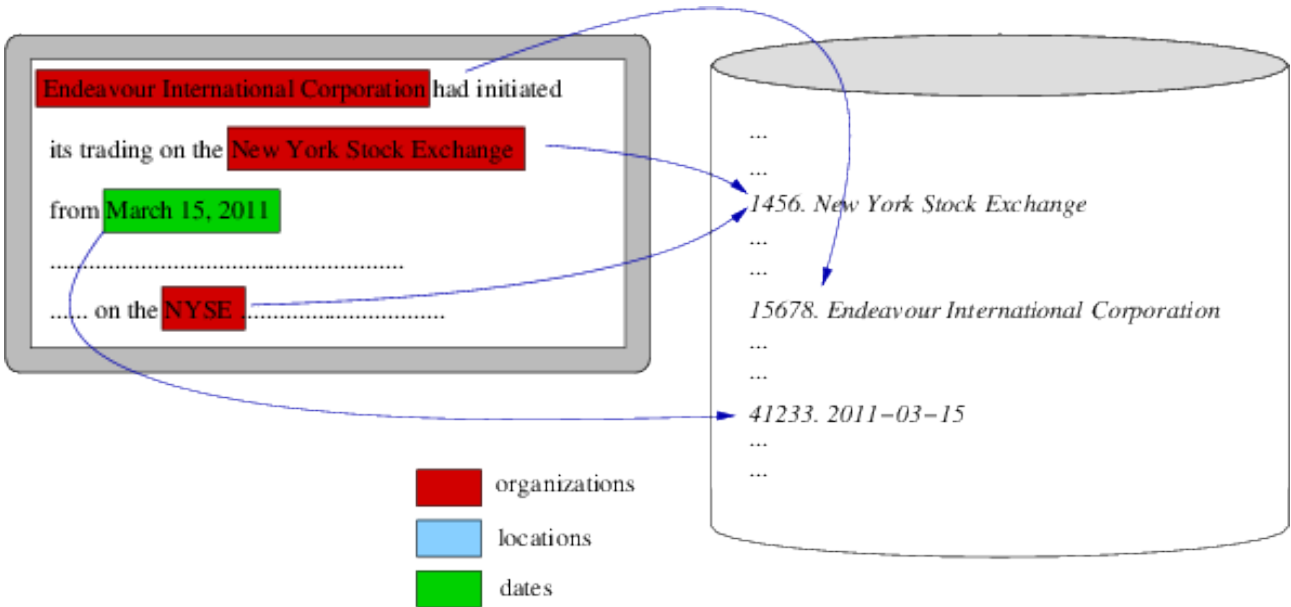 Endeavour International Corporation had initiated
its trading on the New York Stock Exchange
from March 15, 2011
......................................................
...... on the NYSE ...............................
organizations
locations
dates
...
...
1456. New York Stock Exchange
...
...
15678. Endeavour International Corporation
...
...
41233. 2011−03−15
...
...